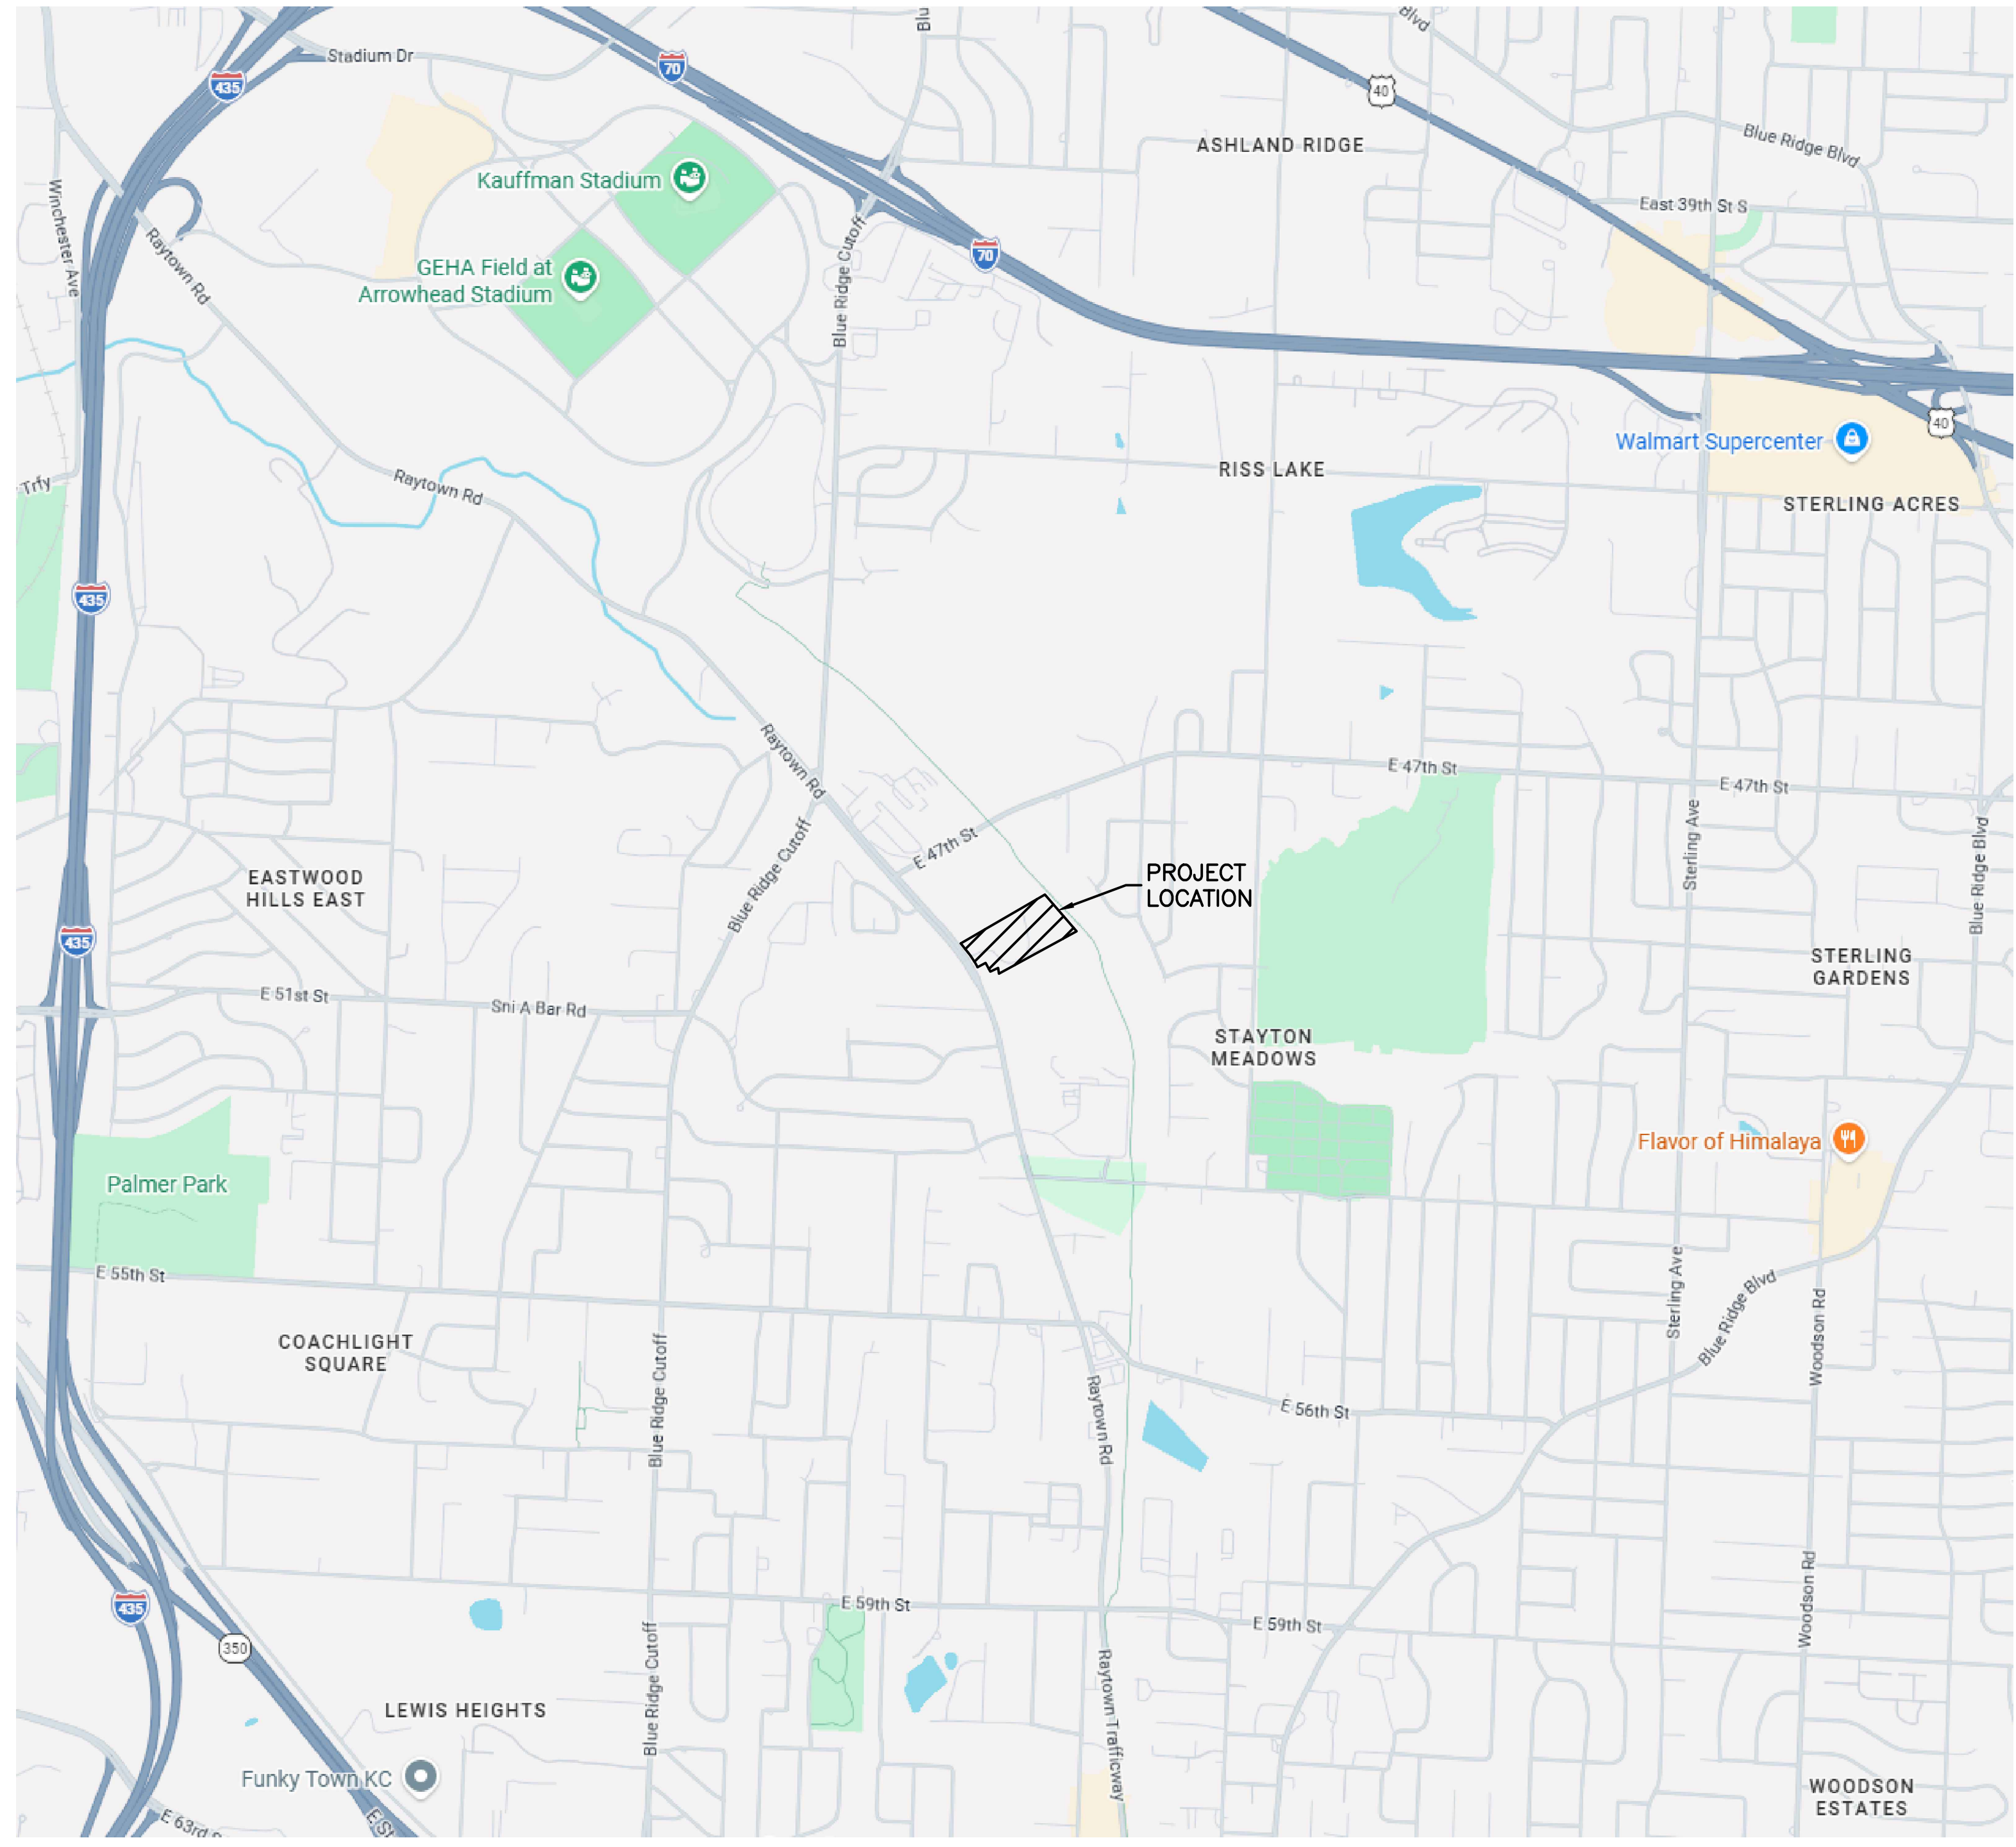 Blvd
Blu
Stadium Dr
70
435
40
ASHLAND RIDGE
Blue Ridge Blvd
Kauffman Stadium
Winchester Ave
East 39th St S
Raytown Rd
GEHA Field at
Arrowhead Stadium
Blue Ridge Cutoff
70
40
Walmart Supercenter
RISS LAKE
Trfy
Raytown Rd
STERLING ACRES
435
Raytown Rd
E 47th St
E 47th St
E 47th St
Sterling Ave
Blue Ridge Blvd
EASTWOOD
HILLS EAST
Blue Ridge Cutoff
PROJECT
LOCATION
435
STERLING
GARDENS
E 51st St
Sni A Bar Rd
STAYTON
MEADOWS
Flavor of Himalaya
Palmer Park
E 55th St
Sterling Ave
Blue Ridge Blvd
Woodson Rd
COACHLIGHT
SQUARE
Blue Ridge Cutoff
Raytown Rd
E 56th St
435
E 59th St
E 59th St
Woodson Rd
350
Blue Ridge Cutoff
Raytown Trafficway
LEWIS HEIGHTS
Funky Town KC
WOODSON
ESTATES
E 63rd
E St